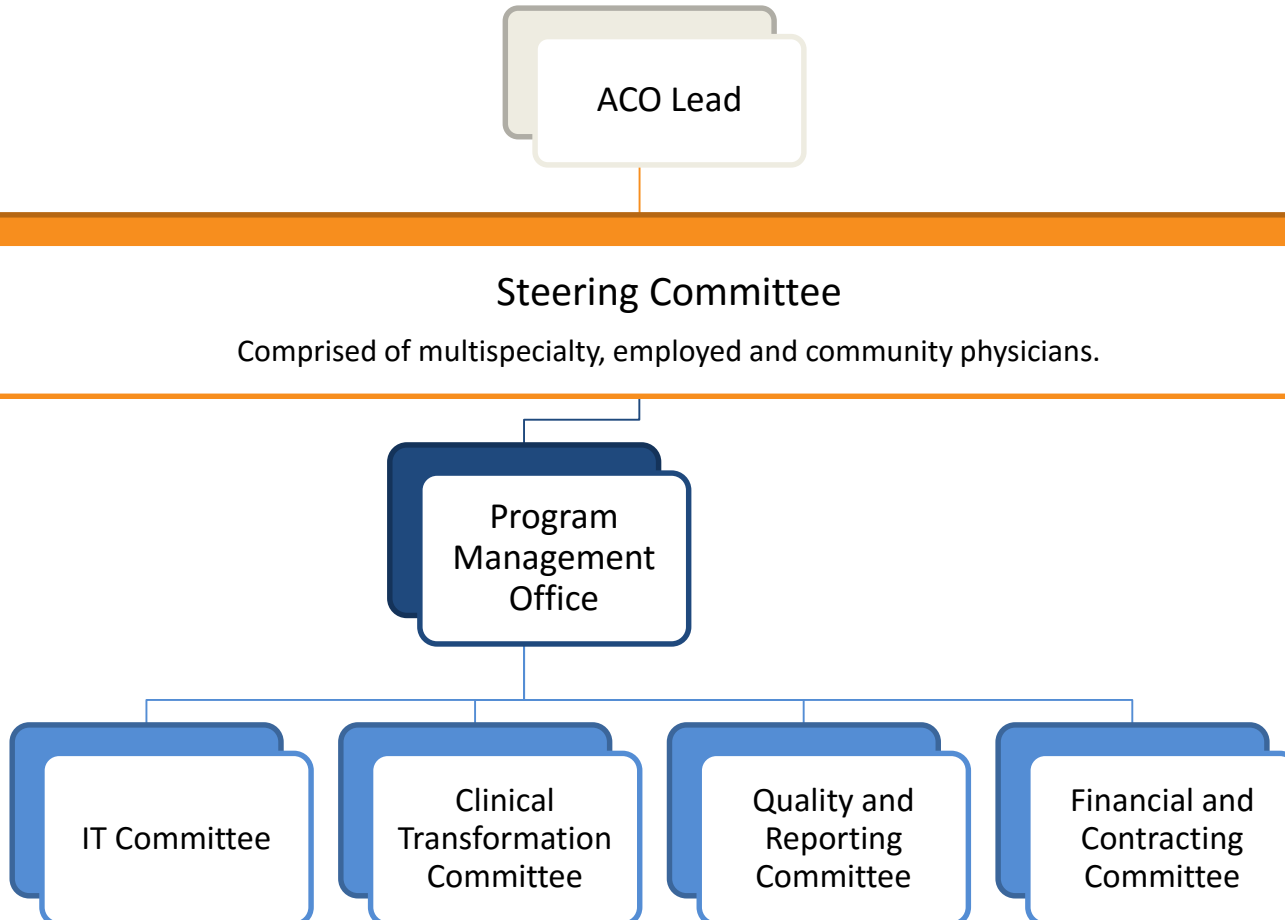 ACO Lead
Steering Committee
Comprised of multispecialty, employed and community physicians.
Program
Management
Office
IT Committee
Clinical
Transformation
Committee
Quality and
Reporting
Committee
Financial and
Contracting
Committee